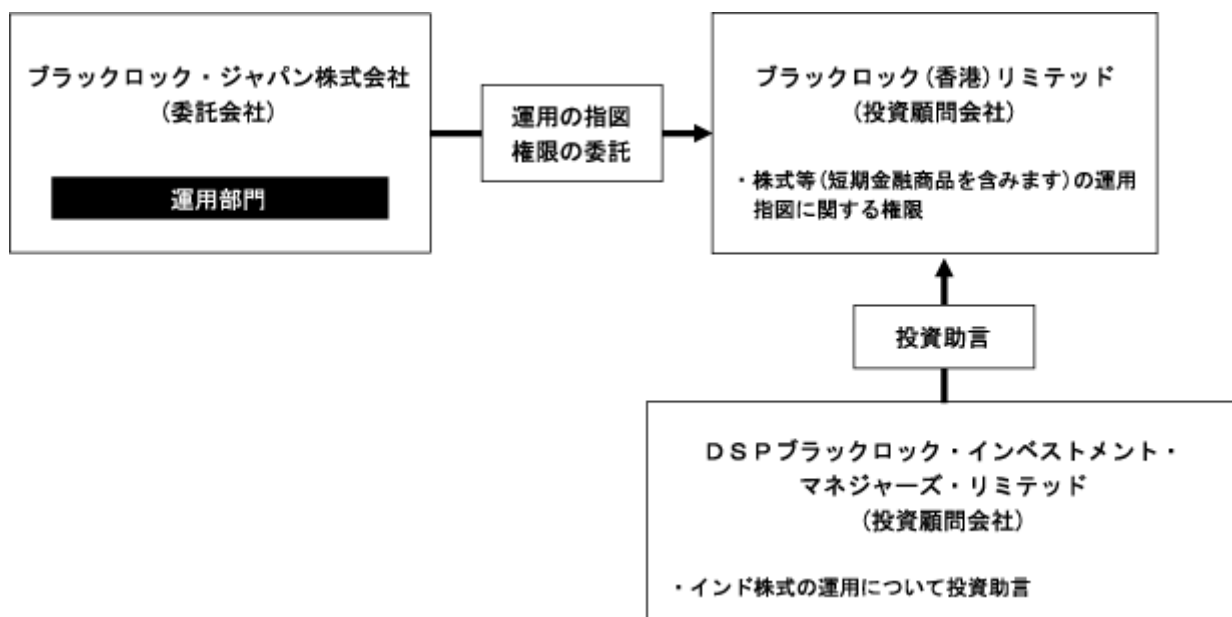 ブラックロック・ジャパン株式会社
(委託会社)
運用部門
運用の指図
権限の委託
ブラックロック(香港)リミテッド
(投資顧問会社)
・株式等(短期金融商品を含みます)の運用
指図に関する権限
投資助言
DSPブラックロック・インベストメント・
マネジャーズ・リミテッド
(投資顧問会社)
・インド株式の運用について投資助言